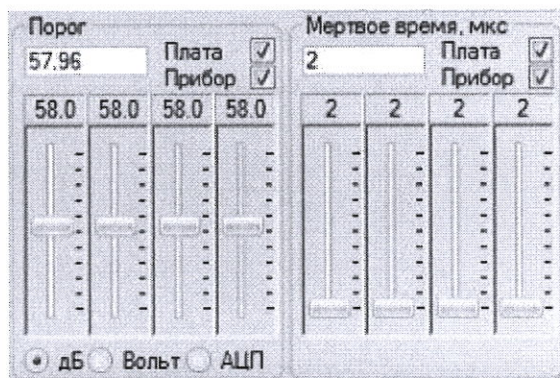 Порог
57.96
Плата
Прибор
58.0 58.0 58.0 58.0
дБ Вольт АЦП
Мертвое время, мкс
2
Плата
Прибор
2 2 2 2